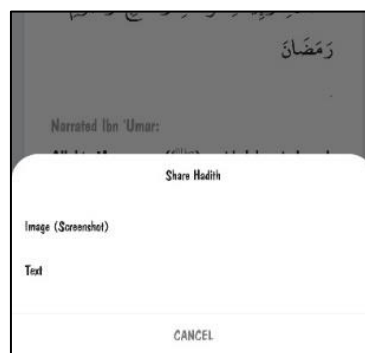 رَمَضَانَ
Narrated Ibn 'Umar:
Share Hadith
Image (Screenshot)
Text
CANCEL